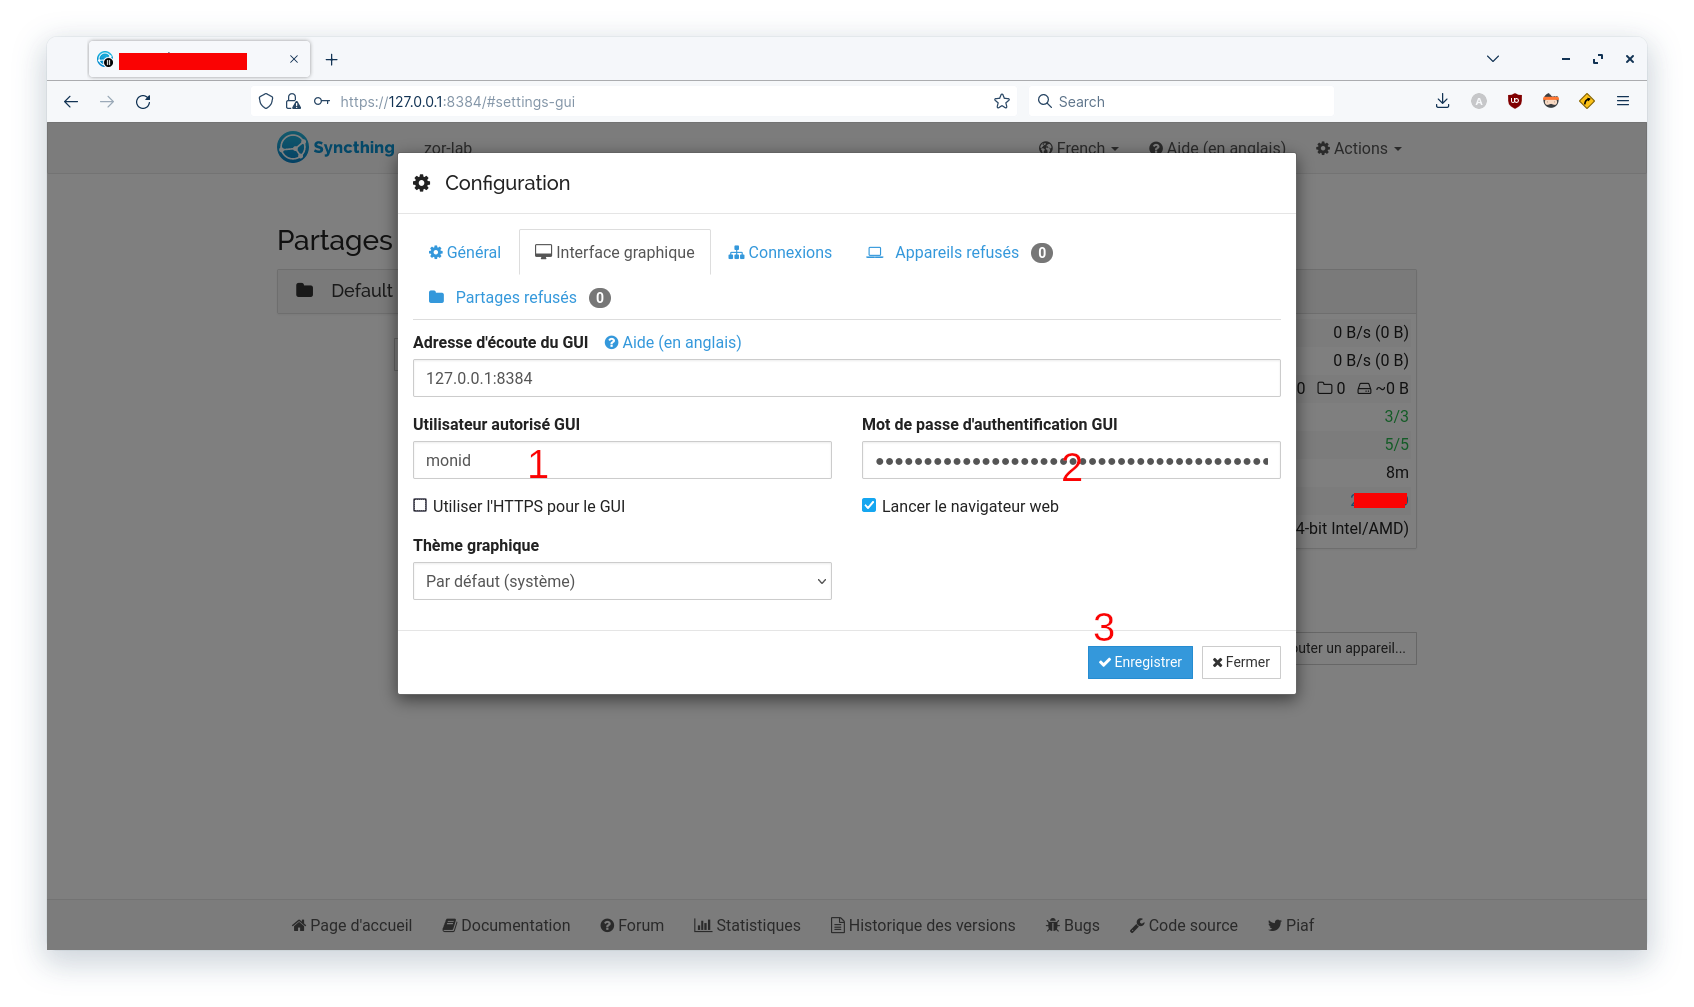 https://127.0.0.1:8384/#settings-gui
Search
Syncthing
zor-lab
French
Aide (en anglais)
Actions
Configuration
Partages
Général
Interface graphique
Connexions
Appareils refusés 0
Default
Partages refusés 0
Adresse d'écoute du GUI
Aide (en anglais)
0 B/s (0 B)
127.0.0.1:8384
0 B/s (0 B)
0 0 ~0 B
Utilisateur autorisé GUI
Mot de passe d'authentification GUI
3/3
5/5
monid
1
2
8m
Utiliser l'HTTPS pour le GUI
Lancer le navigateur web
4-bit Intel/AMD)
Thème graphique
Par défaut (système)
3
Enregistrer
Fermer
un appareil...
Page d'accueil
Documentation
Forum
Statistiques
Historique des versions
Bugs
Code source
Piaf